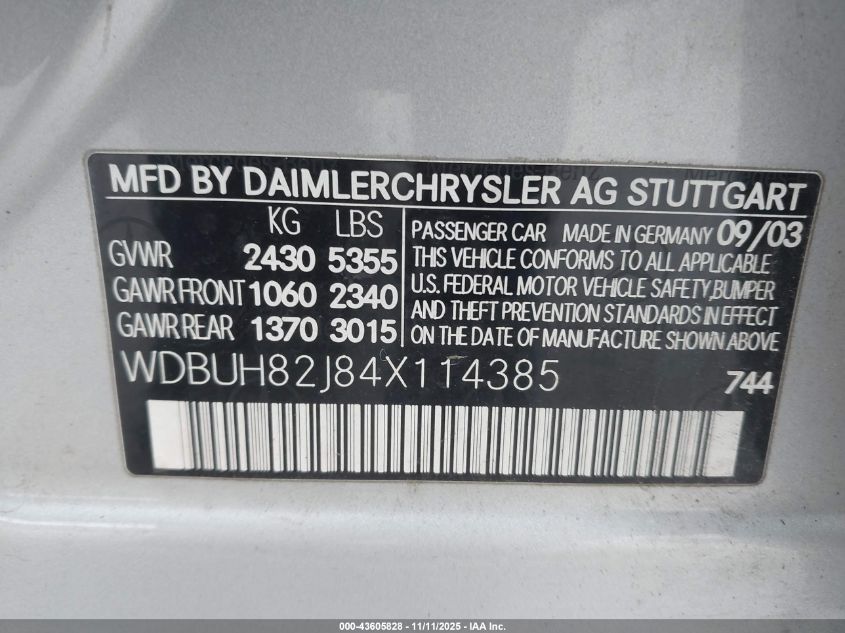 MFD BY DAIMLERCHRYSLER AG STUTTGART
KG LBS
GVWR 2430 5355
GAWR FRONT 1060 2340
GAWR REAR 1370 3015
PASSENGER CAR MADE IN GERMANY 09/03
THIS VEHICLE CONFORMS TO ALL APPLICABLE
U.S. FEDERAL MOTOR VEHICLE SAFETY,BUMPER
AND THEFT PREVENTION STANDARDS IN EFFECT
ON THE DATE OF MANUFACTURE SHOWN ABOVE.
WDBUH82J84X114385 744
000-43605828 - 11/11/2025 - IAA Inc.